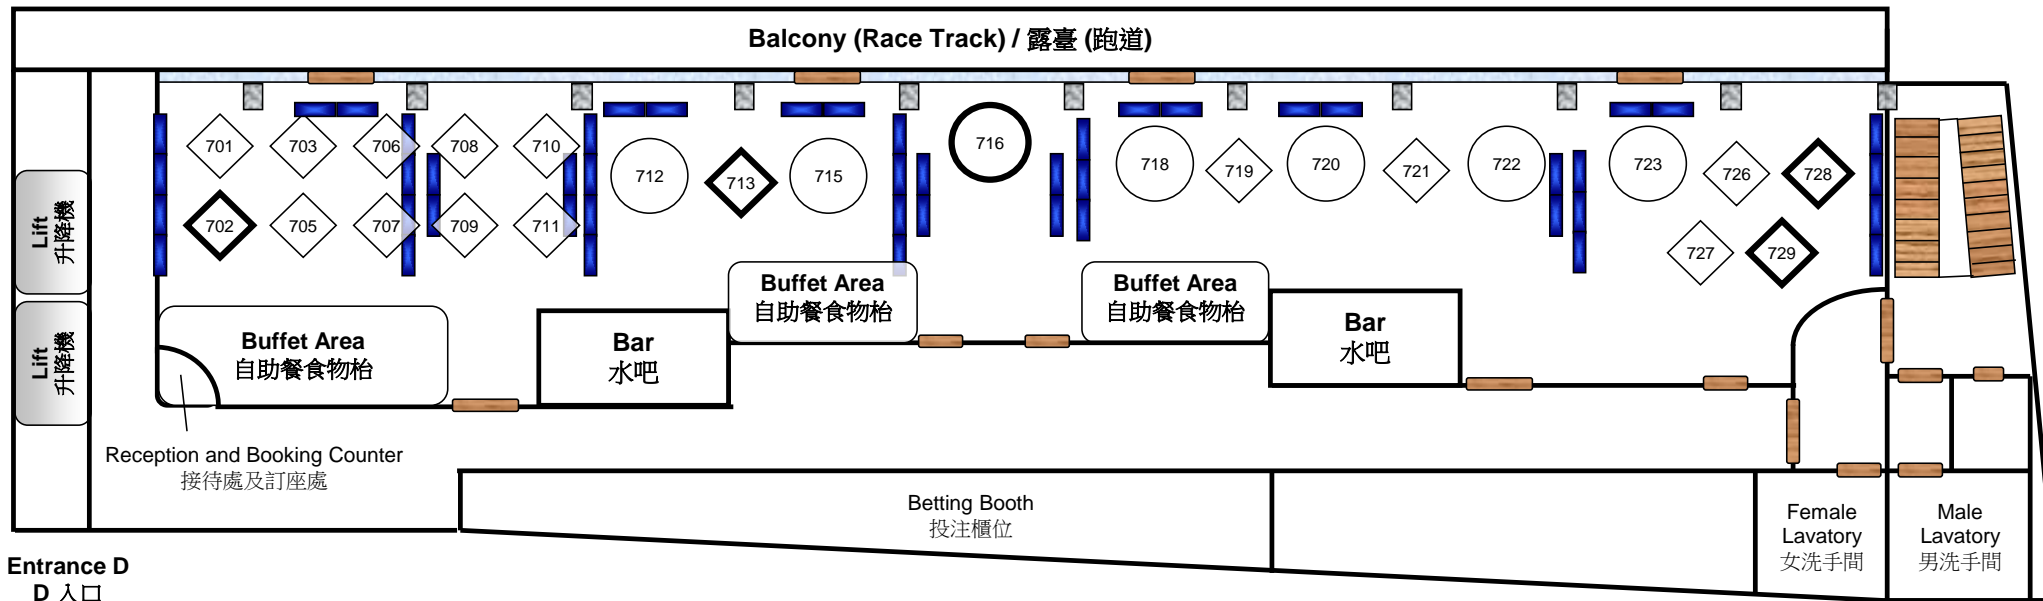 Balcony (Race Track) / 露臺 (跑道)
701
703
706
708
710
712
713
715
716
718
719
720
721
722
723
726
728
702
705
707
709
711
727
729
Lift
升降機
Lift
升降機
Buffet Area
自助餐食物枱
Bar
水吧
Buffet Area
自助餐食物枱
Buffet Area
自助餐食物枱
Bar
水吧
Reception and Booking Counter
接待處及訂座處
Betting Booth
投注櫃位
Female
Lavatory
女洗手間
Male
Lavatory
男洗手間
Entrance D
D 入口